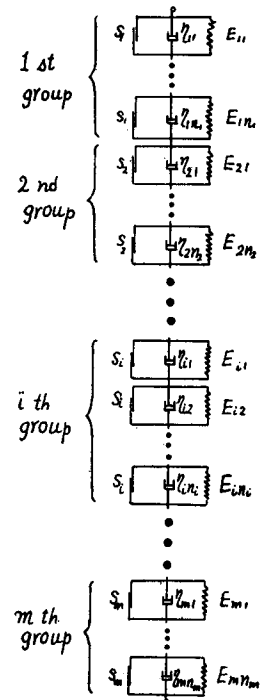 S₁ η₁₁ E₁₁
1 st
group
S₁ η₁ₙ₁ E₁ₙ₁
S₂ η₂₁ E₂₁
2 nd
group
S₂ η₂ₙ₂ E₂ₙ₂
Sᵢ ηᵢ₁ Eᵢ₁
Sᵢ ηᵢ₂ Eᵢ₂
i th
group
Sᵢ ηᵢₙᵢ Eᵢₙᵢ
Sₘ ηₘ₁ Eₘ₁
m th
group
Sₘ ηₘₙₘ Eₘₙₘ